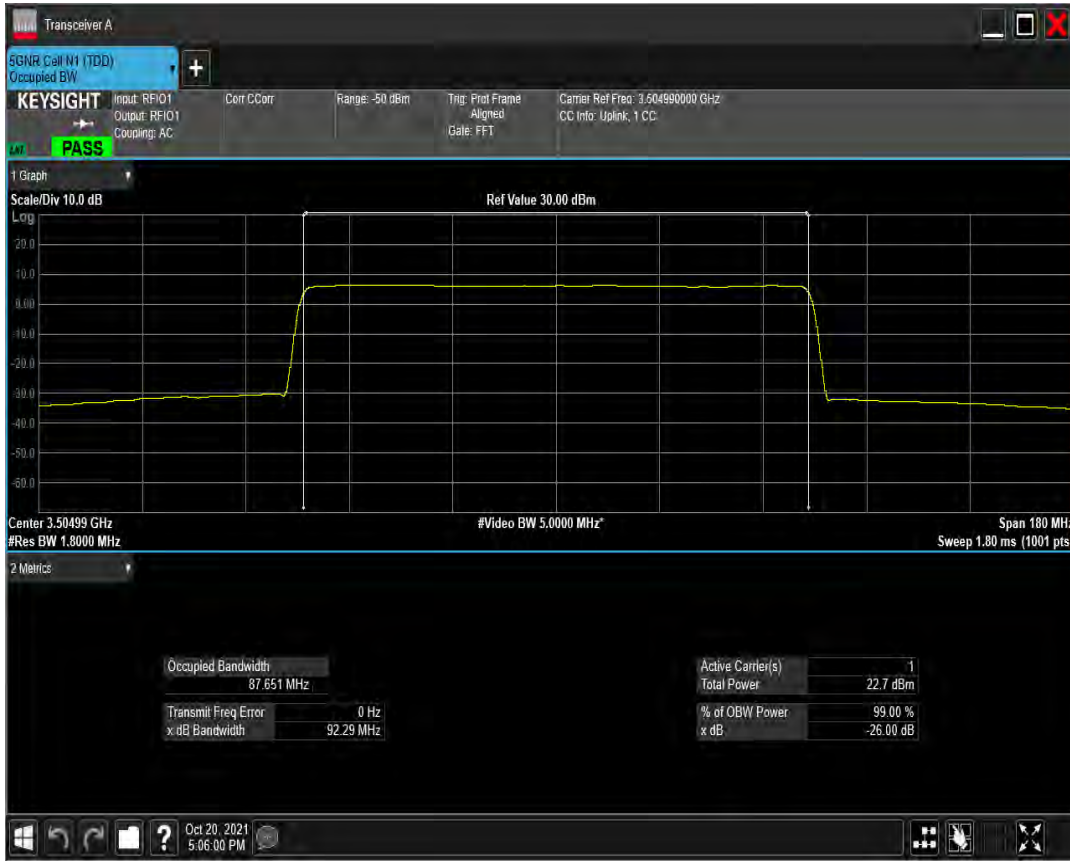 Transceiver A
5GNR Cell N1 (TDD)
Occupied BW
+
KEYSIGHT
Input: RFIO1
Output: RFIO1
Coupling: AC
Corr CCorr
Range: -50 dBm
Trig: Prot Frame
Aligned
Gate: FFT
Carrier Ref Freq: 3.504990000 GHz
CC Info: Uplink, 1 CC
PASS
1 Graph
Scale/Div 10.0 dB
Ref Value 30.00 dBm
Log
20.0
10.0
0.00
-10.0
-20.0
-30.0
-40.0
-50.0
-60.0
Center 3.50499 GHz
#Video BW 5.0000 MHz*
Span 180 MHz
#Res BW 1.8000 MHz
Sweep 1.80 ms (1001 pts
2 Metrics
Occupied Bandwidth
87.651 MHz
Transmit Freq Error 0 Hz
x dB Bandwidth 92.29 MHz
Active Carrier(s) 1
Total Power 22.7 dBm
% of OBW Power 99.00 %
x dB -26.00 dB
?
Oct 20, 2021
5:06:00 PM